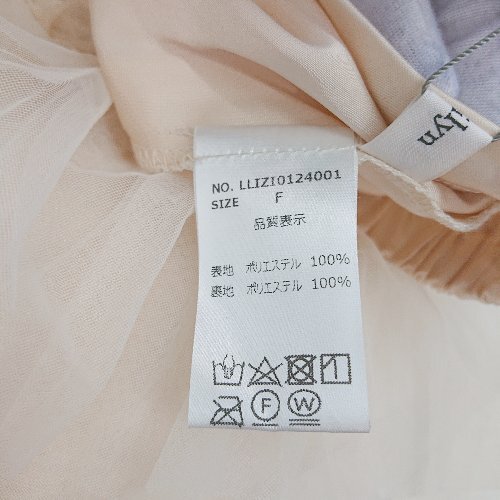 NO. LLIZI0124001
SIZE F
品質表示
表地 ポリエステル 100%
裏地 ポリエステル 100%
F
W